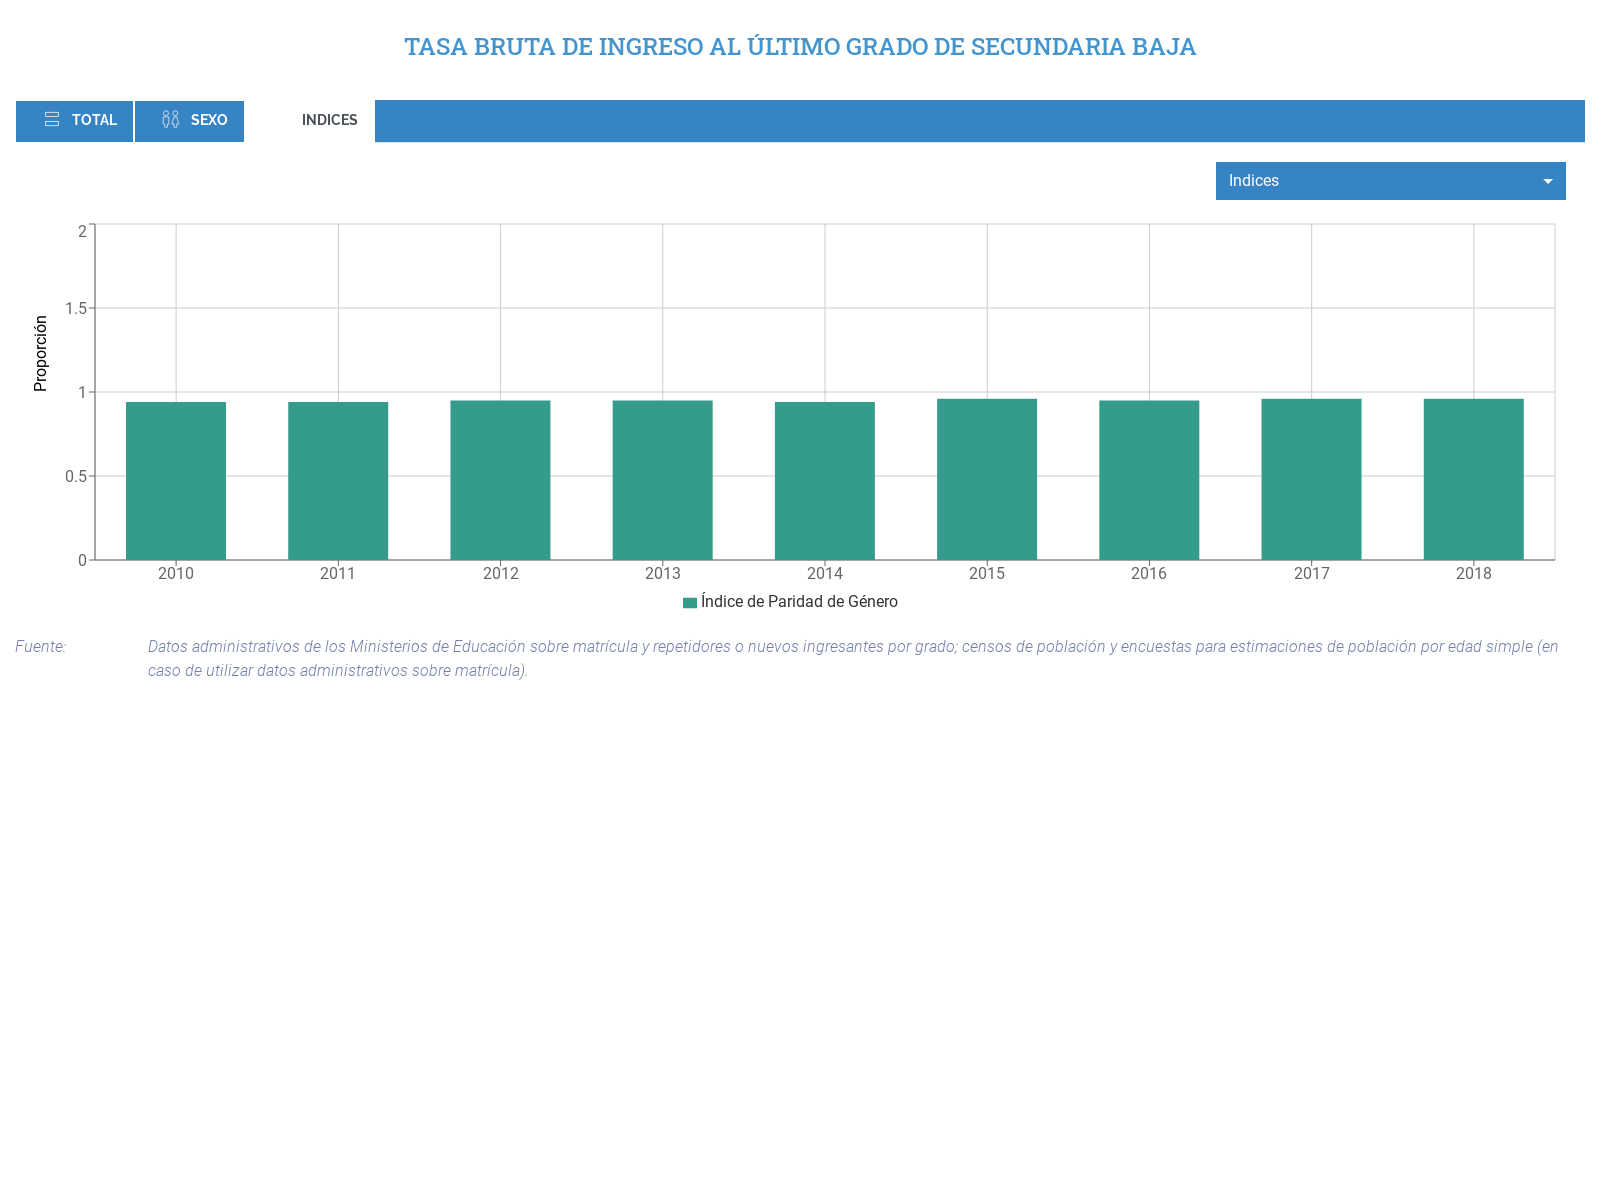 TASA BRUTA DE INGRESO AL ÚLTIMO GRADO DE SECUNDARIA BAJA
TOTAL
SEXO
INDICES
Indices
2
1.5
1
0.5
0
Proporción
2010
2011
2012
2013
2014
2015
2016
2017
2018
Índice de Paridad de Género
Fuente:
Datos administrativos de los Ministerios de Educación sobre matrícula y repetidores o nuevos ingresantes por grado; censos de población y encuestas para estimaciones de población por edad simple (en
caso de utilizar datos administrativos sobre matrícula).